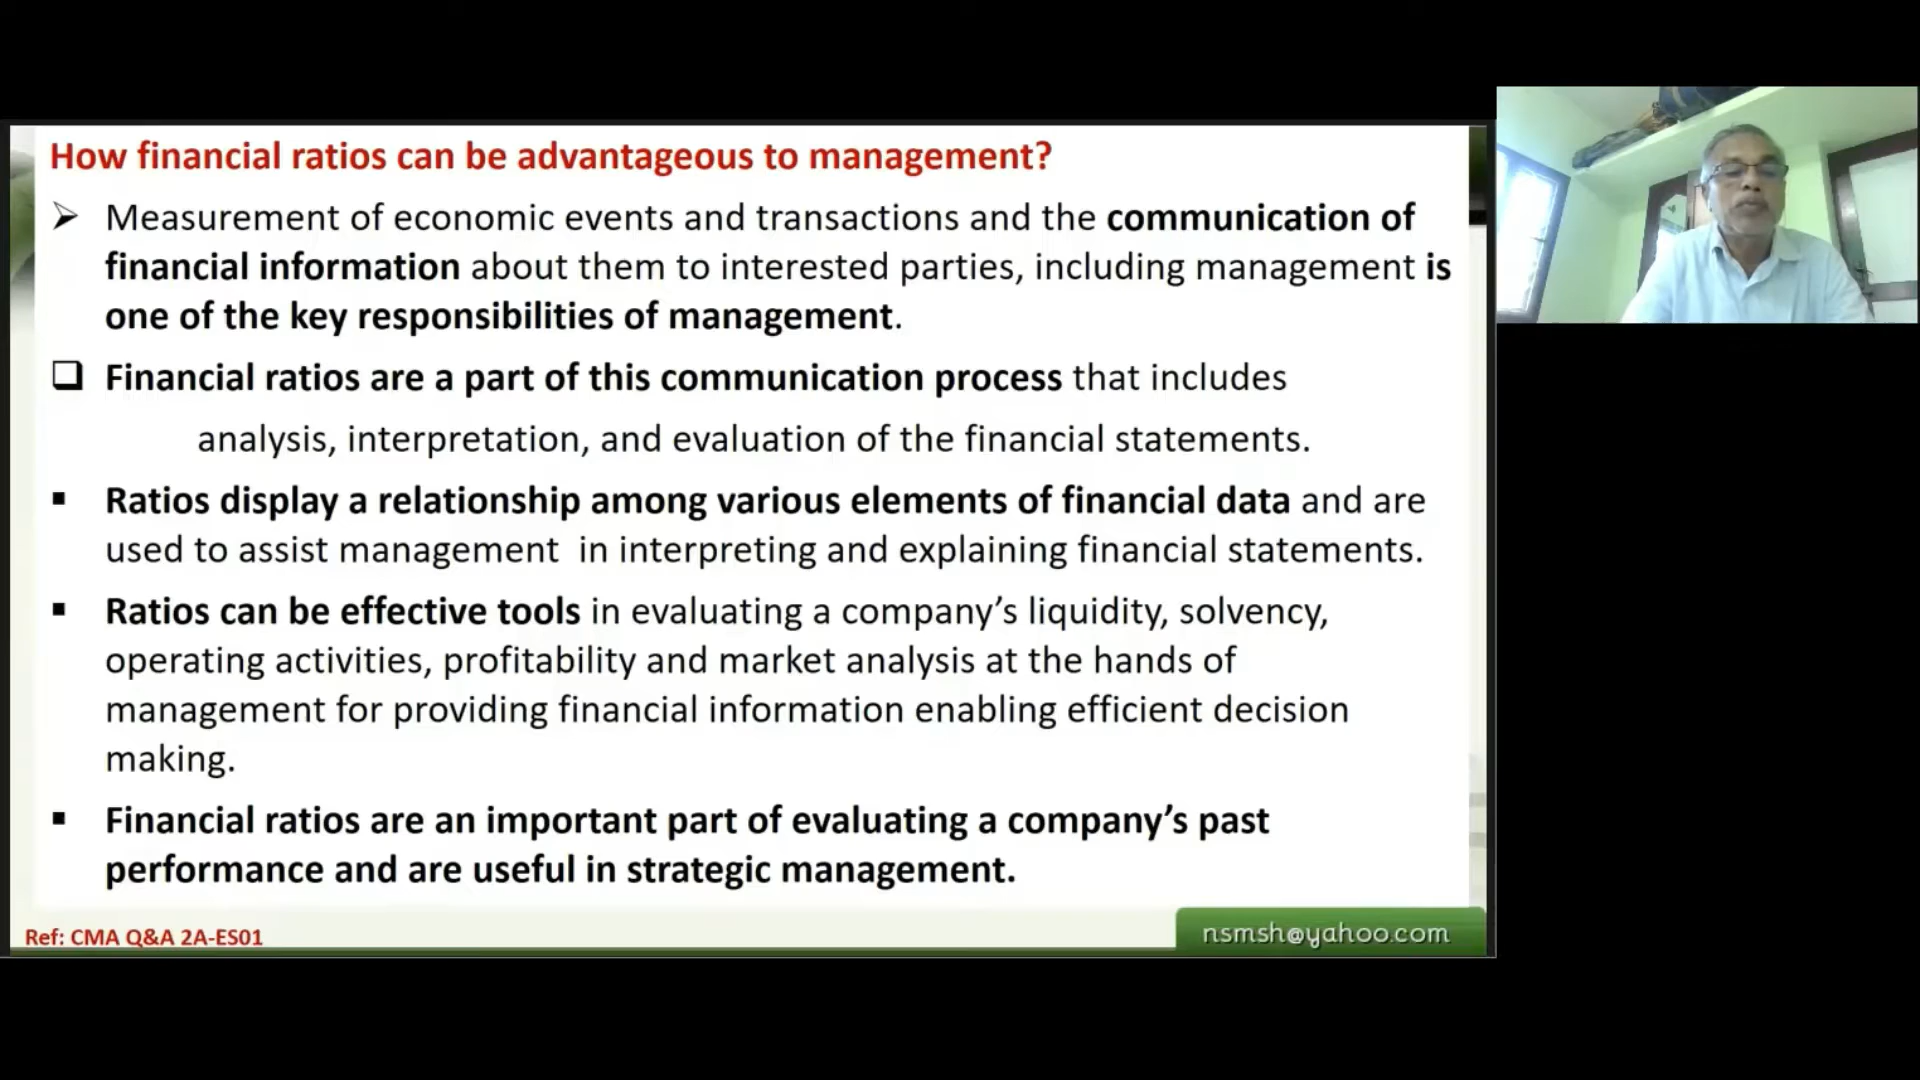 How financial ratios can be advantageous to management?
➢ Measurement of economic events and transactions and the communication of
financial information about them to interested parties, including management is
one of the key responsibilities of management.
❑ Financial ratios are a part of this communication process that includes
analysis, interpretation, and evaluation of the financial statements.
▪ Ratios display a relationship among various elements of financial data and are
used to assist management in interpreting and explaining financial statements.
▪ Ratios can be effective tools in evaluating a company’s liquidity, solvency,
operating activities, profitability and market analysis at the hands of
management for providing financial information enabling efficient decision
making.
▪ Financial ratios are an important part of evaluating a company’s past
performance and are useful in strategic management.
Ref: CMA Q&A 2A-ES01
nsmsh@yahoo.com